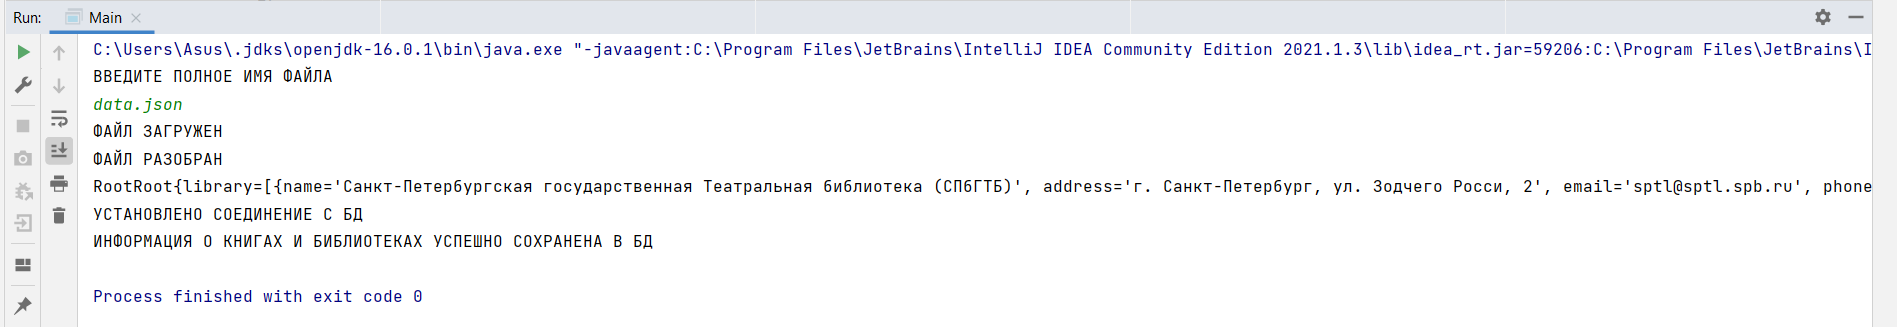 Run: Main
C:\Users\Asus\.jdks\openjdk-16.0.1\bin\java.exe "-javaagent:C:\Program Files\JetBrains\IntelliJ IDEA Community Edition 2021.1.3\lib\idea_rt.jar=59206:C:\Program Files\JetBrains\I
ВВЕДИТЕ ПОЛНОЕ ИМЯ ФАЙЛА
data.json
ФАЙЛ ЗАГРУЖЕН
ФАЙЛ РАЗОБРАН
RootRoot{library=[{name='Санкт-Петербургская государственная Театральная библиотека (СПбГТБ)', address='г. Санкт-Петербург, ул. Зодчего Росси, 2', email='sptl@sptl.spb.ru', phone
УСТАНОВЛЕНО СОЕДИНЕНИЕ С БД
ИНФОРМАЦИЯ О КНИГАХ И БИБЛИОТЕКАХ УСПЕШНО СОХРАНЕНА В БД
Process finished with exit code 0